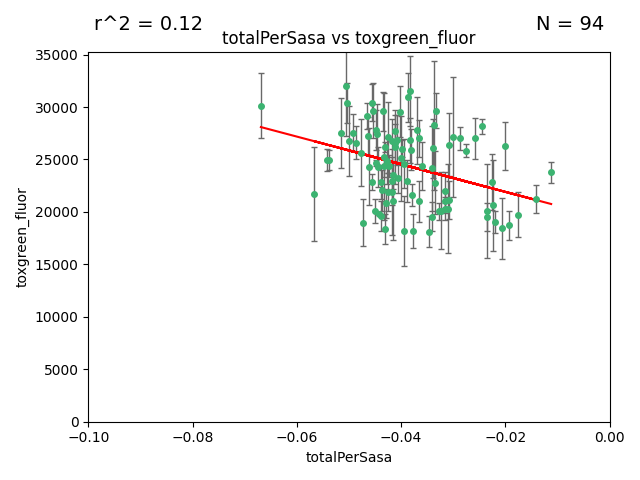 r^2 = 0.12
N = 94
totalPerSasa vs toxgreen_fluor
35000
30000
25000
20000
15000
10000
5000
0
toxgreen_fluor
−0.10
−0.08
−0.06
−0.04
−0.02
0.00
totalPerSasa